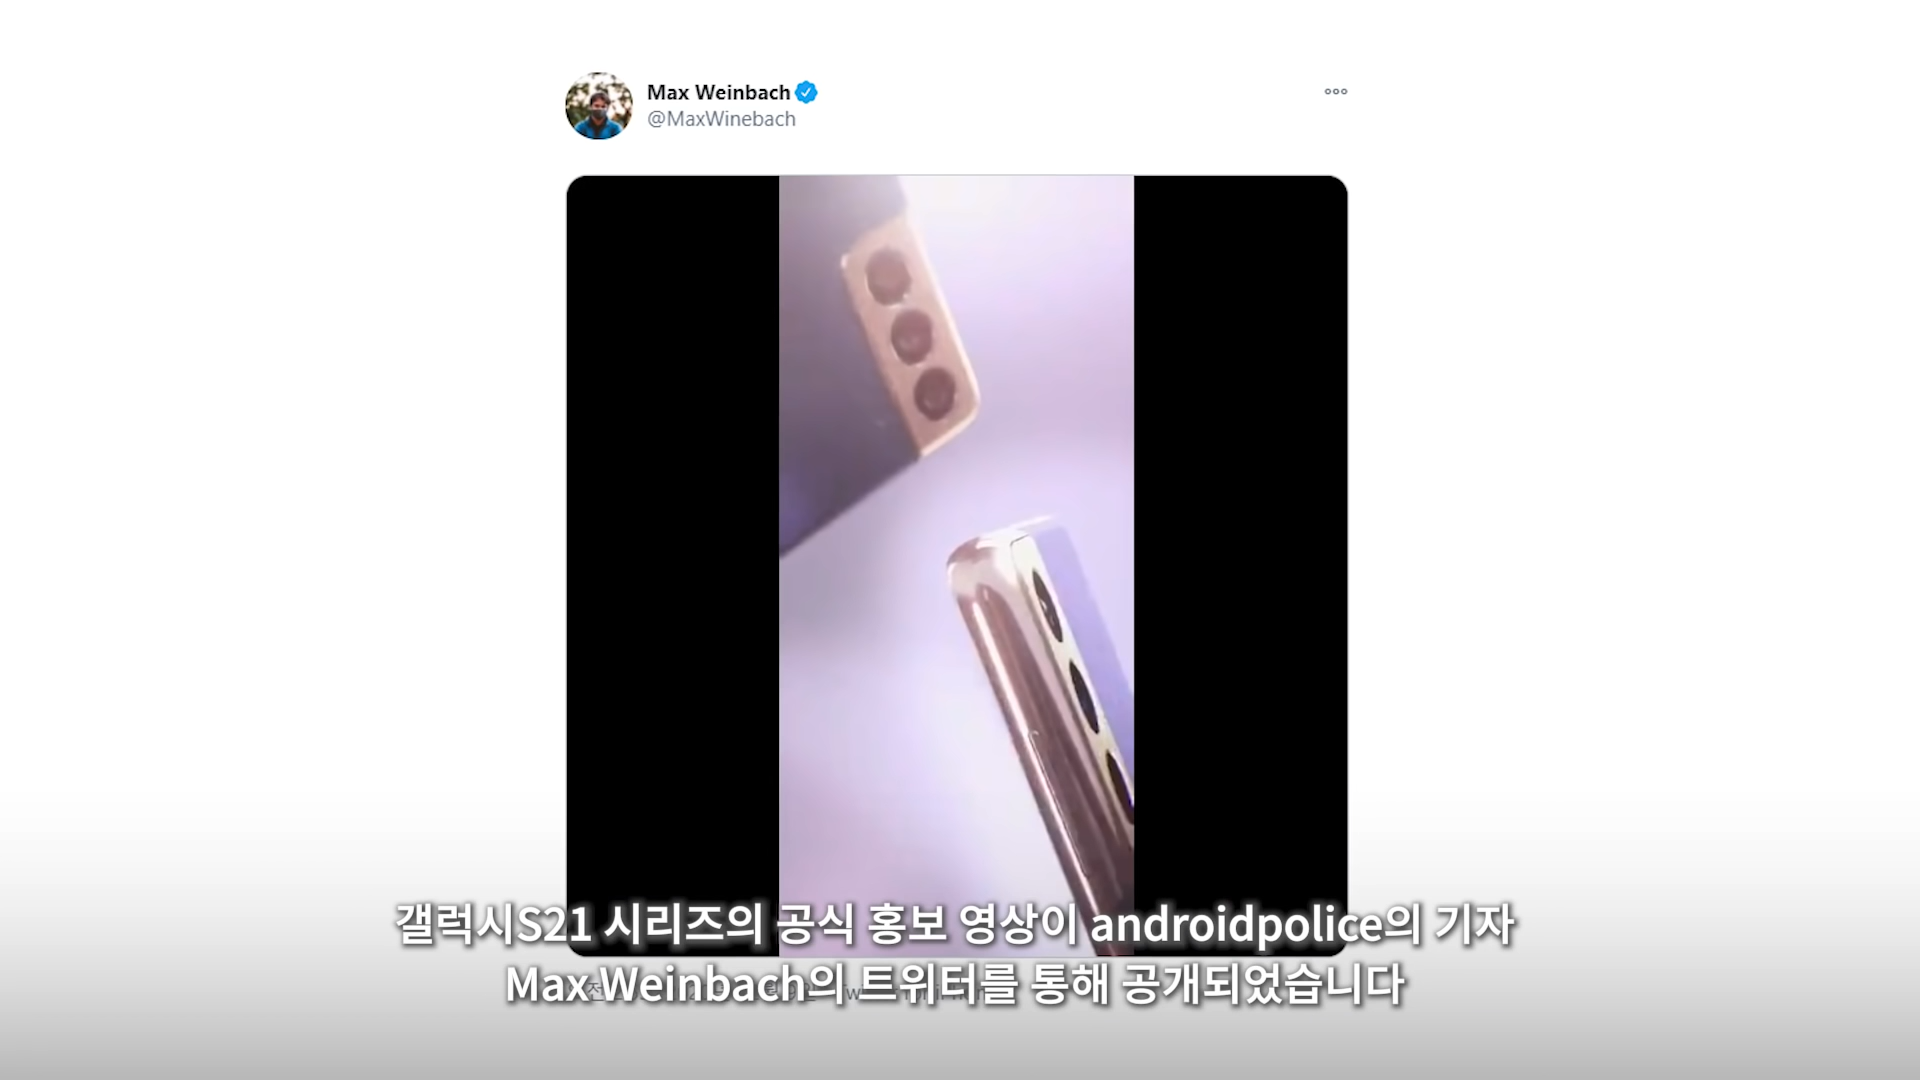 Max Weinbach
@MaxWinebach
갤럭시S21 시리즈의 공식 홍보 영상이 androidpolice의 기자
Max Weinbach의 트위터를 통해 공개되었습니다